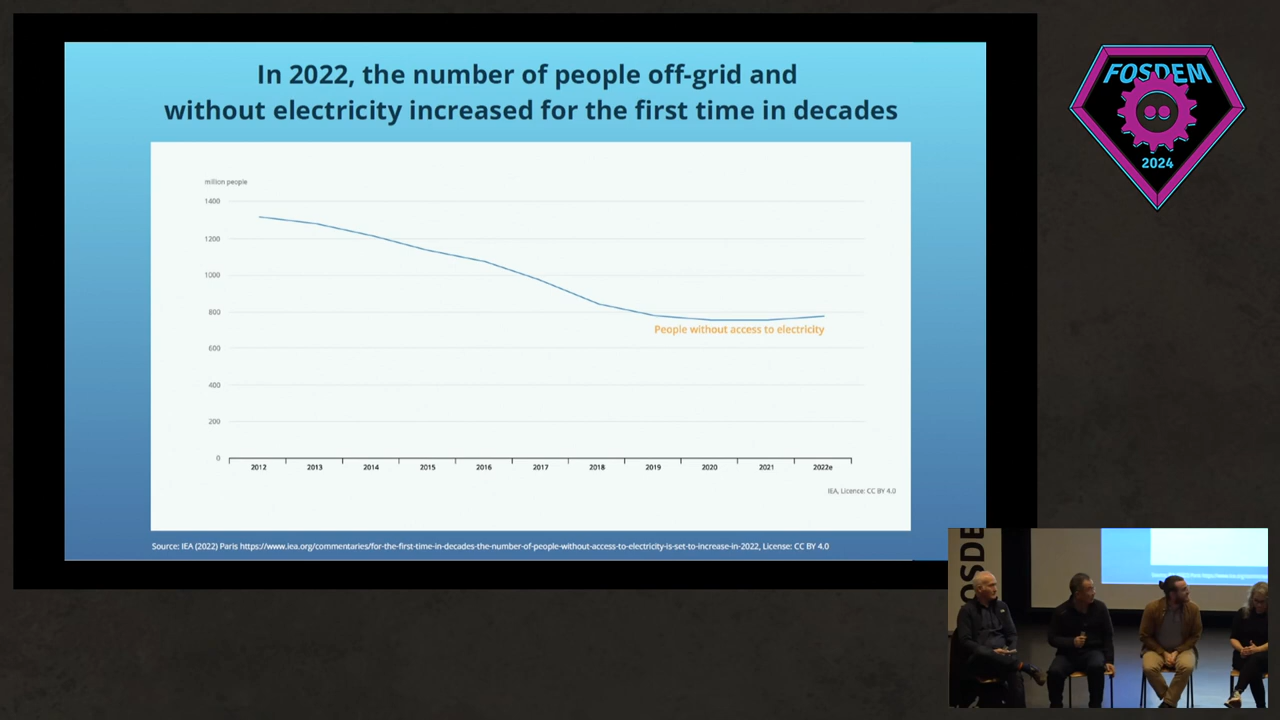 In 2022, the number of people off-grid and
without electricity increased for the first time in decades
million people
1400
1200
1000
800
600
400
200
0
People without access to electricity
2012 2013 2014 2015 2016 2017 2018 2019 2020 2021 2022e
IEA, Licence: CC BY 4.0
Source: IEA (2022) Paris https://www.iea.org/commentaries/for-the-first-time-in-decades-the-number-of-people-without-access-to-electricity-is-set-to-increase-in-2022, License: CC BY 4.0
FOSDEM
2024
OSDE